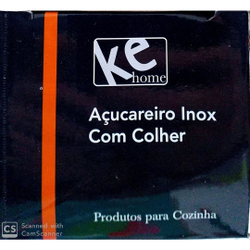 ke
home
Açucareiro Inox
Com Colher
Produtos para Cozinha
CS
Scanned with
CamScanner